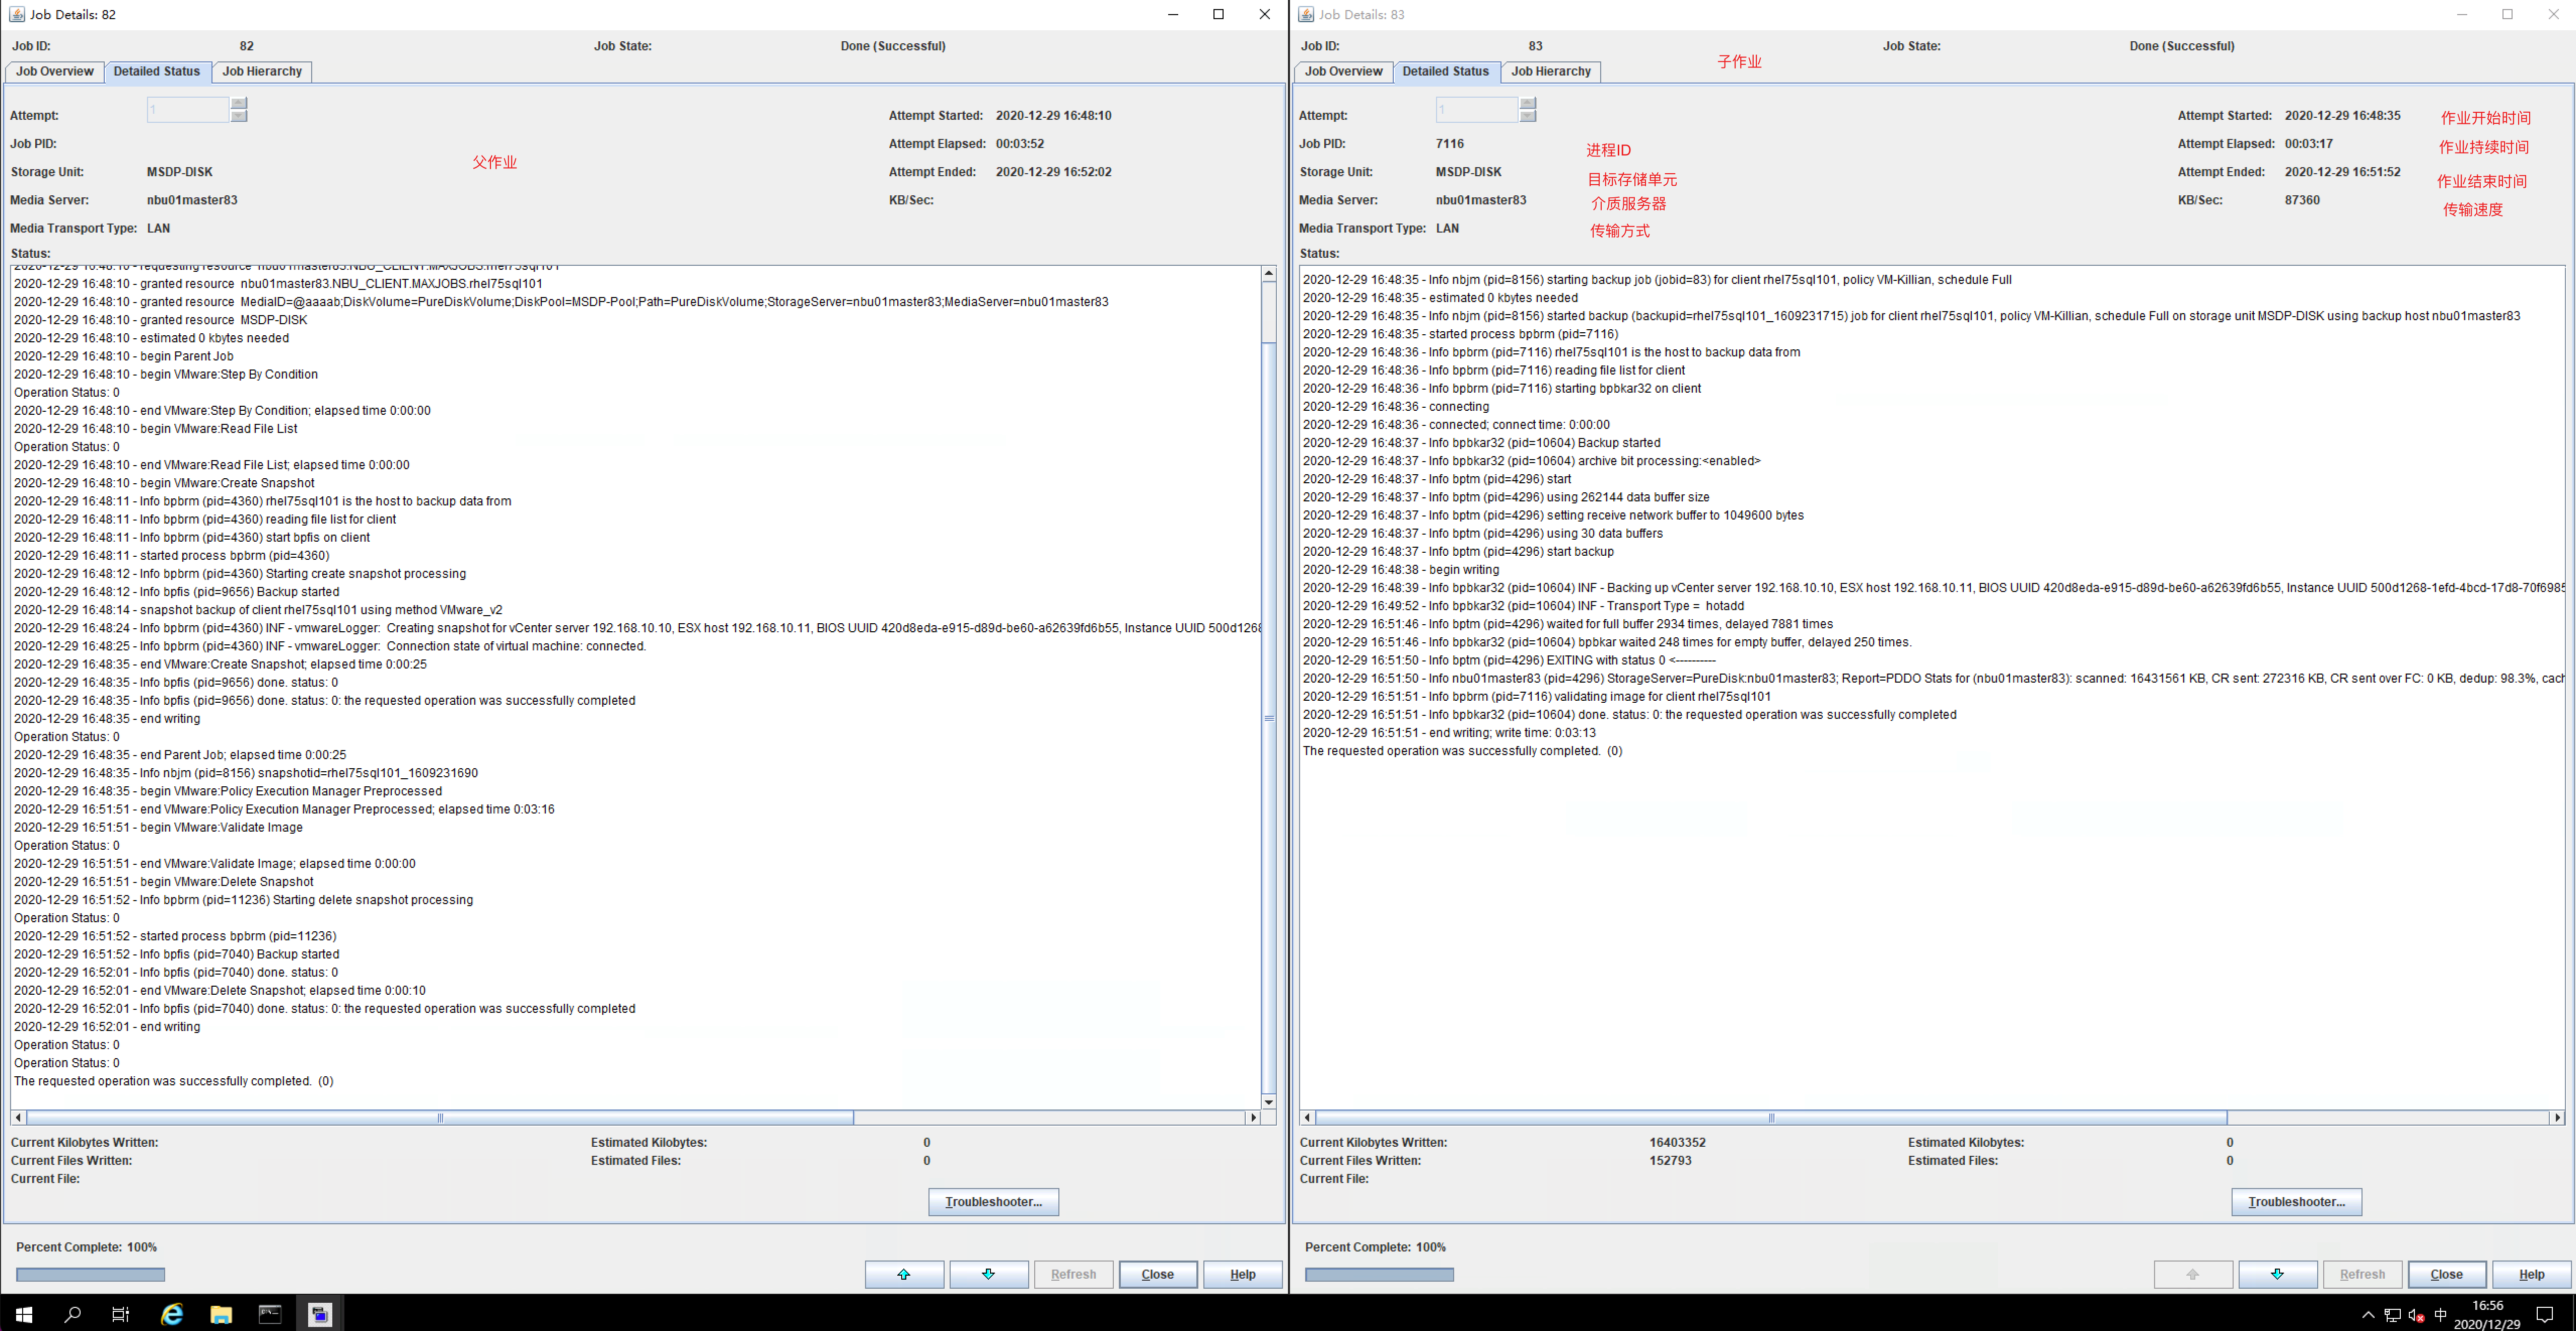 Job Details: 82
Job ID: 82 Job State: Done (Successful)
Job Overview Detailed Status Job Hierarchy
Attempt: 1 Attempt Started: 2020-12-29 16:48:10
Job PID: Attempt Elapsed: 00:03:52
父作业
Storage Unit: MSDP-DISK Attempt Ended: 2020-12-29 16:52:02
Media Server: nbu01master83 KB/Sec:
Media Transport Type: LAN
Status:
2020-12-29 16:48:10 - requesting resource nbu01master83.NBU_CLIENT.MAXJOBS.rhel75sql101
2020-12-29 16:48:10 - granted resource nbu01master83.NBU_CLIENT.MAXJOBS.rhel75sql101
2020-12-29 16:48:10 - granted resource MediaID=@aaaab;DiskVolume=PureDiskVolume;DiskPool=MSDP-Pool;Path=PureDiskVolume;StorageServer=nbu01master83;MediaServer=nbu01master83
2020-12-29 16:48:10 - granted resource MSDP-DISK
2020-12-29 16:48:10 - estimated 0 kbytes needed
2020-12-29 16:48:10 - begin Parent Job
2020-12-29 16:48:10 - begin VMware:Step By Condition
Operation Status: 0
2020-12-29 16:48:10 - end VMware:Step By Condition; elapsed time 0:00:00
2020-12-29 16:48:10 - begin VMware:Read File List
Operation Status: 0
2020-12-29 16:48:10 - end VMware:Read File List; elapsed time 0:00:00
2020-12-29 16:48:10 - begin VMware:Create Snapshot
2020-12-29 16:48:11 - Info bpbrm (pid=4360) rhel75sql101 is the host to backup data from
2020-12-29 16:48:11 - Info bpbrm (pid=4360) reading file list for client
2020-12-29 16:48:11 - Info bpbrm (pid=4360) start bpfis on client
2020-12-29 16:48:11 - started process bpbrm (pid=4360)
2020-12-29 16:48:12 - Info bpbrm (pid=4360) Starting create snapshot processing
2020-12-29 16:48:12 - Info bpfis (pid=9656) Backup started
2020-12-29 16:48:14 - snapshot backup of client rhel75sql101 using method VMware_v2
2020-12-29 16:48:24 - Info bpbrm (pid=4360) INF - vmwareLogger: Creating snapshot for vCenter server 192.168.10.10, ESX host 192.168.10.11, BIOS UUID 420d8eda-e915-d89d-be60-a62639fd6b55, Instance UUID 500d1268
2020-12-29 16:48:25 - Info bpbrm (pid=4360) INF - vmwareLogger: Connection state of virtual machine: connected.
2020-12-29 16:48:35 - end VMware:Create Snapshot; elapsed time 0:00:25
2020-12-29 16:48:35 - Info bpfis (pid=9656) done. status: 0
2020-12-29 16:48:35 - Info bpfis (pid=9656) done. status: 0: the requested operation was successfully completed
2020-12-29 16:48:35 - end writing
Operation Status: 0
2020-12-29 16:48:35 - end Parent Job; elapsed time 0:00:25
2020-12-29 16:48:35 - Info nbjm (pid=8156) snapshotid=rhel75sql101_1609231690
2020-12-29 16:48:35 - begin VMware:Policy Execution Manager Preprocessed
2020-12-29 16:51:51 - end VMware:Policy Execution Manager Preprocessed; elapsed time 0:03:16
2020-12-29 16:51:51 - begin VMware:Validate Image
Operation Status: 0
2020-12-29 16:51:51 - end VMware:Validate Image; elapsed time 0:00:00
2020-12-29 16:51:51 - begin VMware:Delete Snapshot
2020-12-29 16:51:52 - Info bpbrm (pid=11236) Starting delete snapshot processing
Operation Status: 0
2020-12-29 16:51:52 - started process bpbrm (pid=11236)
2020-12-29 16:51:52 - Info bpfis (pid=7040) Backup started
2020-12-29 16:52:01 - Info bpfis (pid=7040) done. status: 0
2020-12-29 16:52:01 - end VMware:Delete Snapshot; elapsed time 0:00:10
2020-12-29 16:52:01 - Info bpfis (pid=7040) done. status: 0: the requested operation was successfully completed
2020-12-29 16:52:01 - end writing
Operation Status: 0
Operation Status: 0
The requested operation was successfully completed. (0)
Current Kilobytes Written: Estimated Kilobytes: 0
Current Files Written: Estimated Files: 0
Current File:
Troubleshooter...
Percent Complete: 100%
Refresh Close Help
Job Details: 83
Job ID: 83 Job State: Done (Successful)
子作业
Job Overview Detailed Status Job Hierarchy
Attempt: 1 Attempt Started: 2020-12-29 16:48:35 作业开始时间
Job PID: 7116 进程ID Attempt Elapsed: 00:03:17 作业持续时间
Storage Unit: MSDP-DISK 目标存储单元 Attempt Ended: 2020-12-29 16:51:52 作业结束时间
Media Server: nbu01master83 介质服务器 KB/Sec: 87360 传输速度
Media Transport Type: LAN 传输方式
Status:
2020-12-29 16:48:35 - Info nbjm (pid=8156) starting backup job (jobid=83) for client rhel75sql101, policy VM-Killian, schedule Full
2020-12-29 16:48:35 - estimated 0 kbytes needed
2020-12-29 16:48:35 - Info nbjm (pid=8156) started backup (backupid=rhel75sql101_1609231715) job for client rhel75sql101, policy VM-Killian, schedule Full on storage unit MSDP-DISK using backup host nbu01master83
2020-12-29 16:48:35 - started process bpbrm (pid=7116)
2020-12-29 16:48:36 - Info bpbrm (pid=7116) rhel75sql101 is the host to backup data from
2020-12-29 16:48:36 - Info bpbrm (pid=7116) reading file list for client
2020-12-29 16:48:36 - Info bpbrm (pid=7116) starting bpbkar32 on client
2020-12-29 16:48:36 - connecting
2020-12-29 16:48:36 - connected; connect time: 0:00:00
2020-12-29 16:48:37 - Info bpbkar32 (pid=10604) Backup started
2020-12-29 16:48:37 - Info bpbkar32 (pid=10604) archive bit processing:<enabled>
2020-12-29 16:48:37 - Info bptm (pid=4296) start
2020-12-29 16:48:37 - Info bptm (pid=4296) using 262144 data buffer size
2020-12-29 16:48:37 - Info bptm (pid=4296) setting receive network buffer to 1049600 bytes
2020-12-29 16:48:37 - Info bptm (pid=4296) using 30 data buffers
2020-12-29 16:48:37 - Info bptm (pid=4296) start backup
2020-12-29 16:48:38 - begin writing
2020-12-29 16:48:39 - Info bpbkar32 (pid=10604) INF - Backing up vCenter server 192.168.10.10, ESX host 192.168.10.11, BIOS UUID 420d8eda-e915-d89d-be60-a62639fd6b55, Instance UUID 500d1268-1efd-4bcd-17d8-70f6985
2020-12-29 16:49:52 - Info bpbkar32 (pid=10604) INF - Transport Type = hotadd
2020-12-29 16:51:46 - Info bptm (pid=4296) waited for full buffer 2934 times, delayed 7881 times
2020-12-29 16:51:46 - Info bpbkar32 (pid=10604) bpbkar waited 248 times for empty buffer, delayed 250 times.
2020-12-29 16:51:50 - Info bptm (pid=4296) EXITING with status 0 <----------
2020-12-29 16:51:50 - Info nbu01master83 (pid=4296) StorageServer=PureDisk:nbu01master83; Report=PDDO Stats for (nbu01master83): scanned: 16431561 KB, CR sent: 272316 KB, CR sent over FC: 0 KB, dedup: 98.3%, cach
2020-12-29 16:51:51 - Info bpbrm (pid=7116) validating image for client rhel75sql101
2020-12-29 16:51:51 - Info bpbkar32 (pid=10604) done. status: 0: the requested operation was successfully completed
2020-12-29 16:51:51 - end writing; write time: 0:03:13
The requested operation was successfully completed. (0)
Current Kilobytes Written: 16403352 Estimated Kilobytes: 0
Current Files Written: 152793 Estimated Files: 0
Current File:
Troubleshooter...
Percent Complete: 100%
Refresh Close Help
中
16:56
2020/12/29